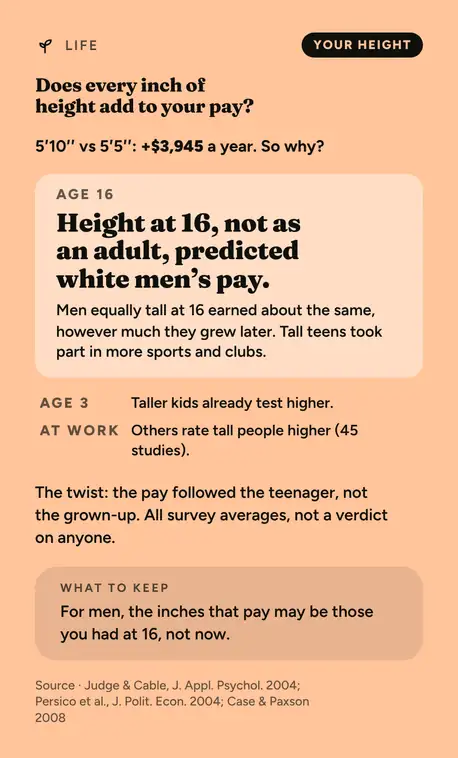 LIFE
YOUR HEIGHT
Does every inch of
height add to your pay?
5′10″ vs 5′5″: +$3,945 a year. So why?
AGE 16
Height at 16, not as
an adult, predicted
white men’s pay.
Men equally tall at 16 earned about the same,
however much they grew later. Tall teens took
part in more sports and clubs.
AGE 3 Taller kids already test higher.
AT WORK Others rate tall people higher (45
studies).
The twist: the pay followed the teenager, not
the grown-up. All survey averages, not a verdict
on anyone.
WHAT TO KEEP
For men, the inches that pay may be those
you had at 16, not now.
Source · Judge & Cable, J. Appl. Psychol. 2004;
Persico et al., J. Polit. Econ. 2004; Case & Paxson
2008